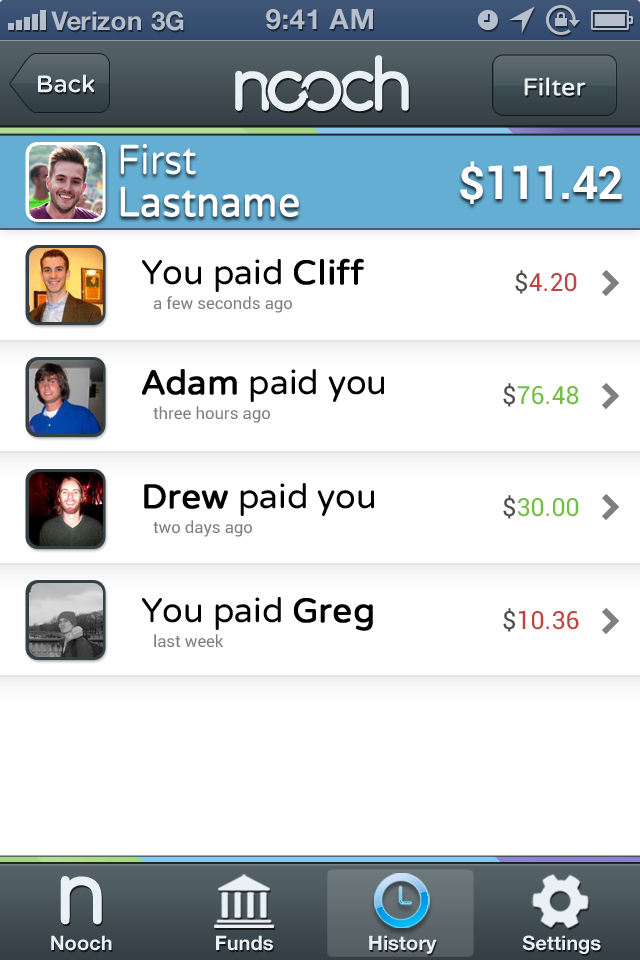 Verizon 3G 9:41 AM
Back nooch Filter
First
Lastname
$111.42
You paid Cliff
a few seconds ago
$4.20
Adam paid you
three hours ago
$76.48
Drew paid you
two days ago
$30.00
You paid Greg
last week
$10.36
n
Nooch Funds History Settings